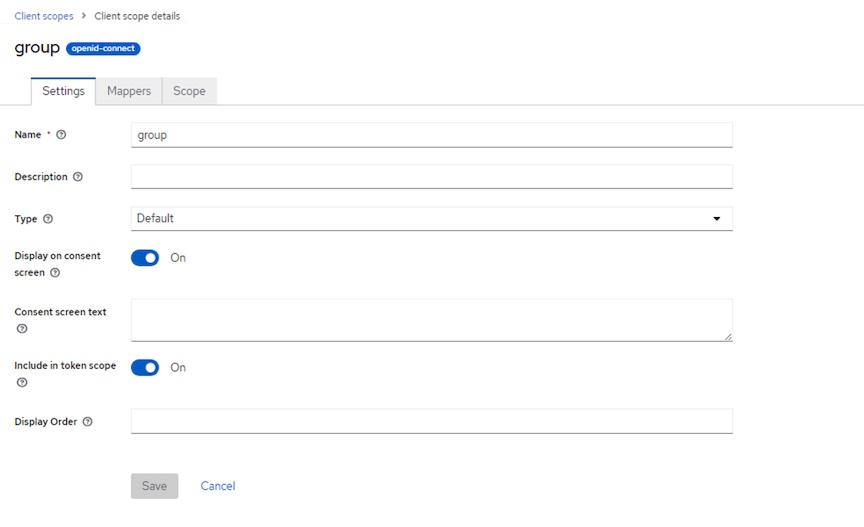 Client scopes > Client scope details
group openid-connect
Settings Mappers Scope
Name * group
Description
Type Default
Display on consent
screen
On
Consent screen text
Include in token scope
On
Display Order
Save Cancel